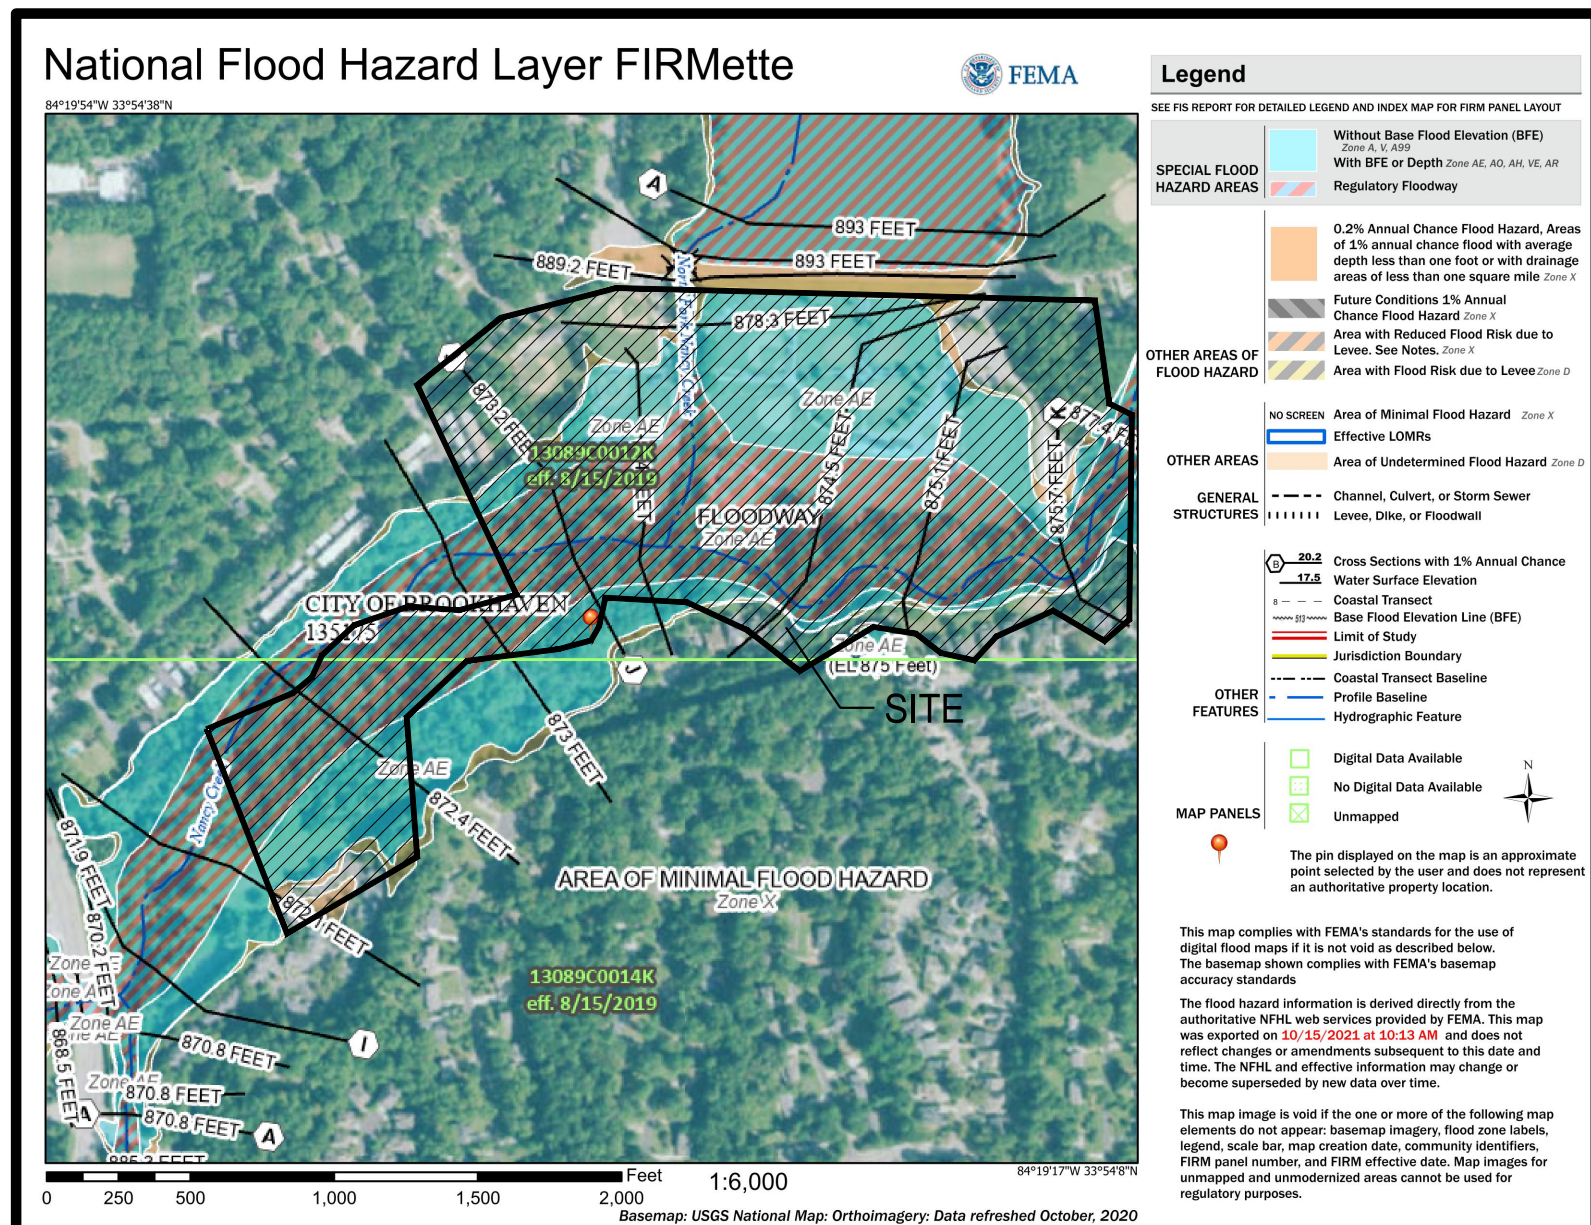 National Flood Hazard Layer FIRMette
FEMA
84°19'54"W 33°54'38"N
A
893 FEET
893 FEET
889.2 FEET
North Fork Nancy Creek
878.3 FEET
873.2 FEET
Zone AE
Zone AE
13089C0012K
eff. 8/15/2019
874.5 FEET
875.1 FEET
875.7 FEET
K
877.4
FLOODWAY
Zone AE
CITY OF BROOKHAVEN
135175
Zone AE
(EL 875 Feet)
J
SITE
873 FEET
Zone AE
872.4 FEET
Nancy Creek
871.9 FEET
872.1 FEET
AREA OF MINIMAL FLOOD HAZARD
Zone X
870.2 FEET
13089C0014K
eff. 8/15/2019
Zone
Zone AE
I
870.8 FEET
868.5 FEET
Zone AE
870.8 FEET
A
870.8 FEET
A
84°19'17"W 33°54'8"N
Feet
1:6,000
0 250 500 1,000 1,500 2,000
Basemap: USGS National Map: Orthoimagery: Data refreshed October, 2020
Legend
SEE FIS REPORT FOR DETAILED LEGEND AND INDEX MAP FOR FIRM PANEL LAYOUT
SPECIAL FLOOD
HAZARD AREAS
Without Base Flood Elevation (BFE)
Zone A, V, A99
With BFE or Depth Zone AE, AO, AH, VE, AR
Regulatory Floodway
0.2% Annual Chance Flood Hazard, Areas
of 1% annual chance flood with average
depth less than one foot or with drainage
areas of less than one square mile Zone X
Future Conditions 1% Annual
Chance Flood Hazard Zone X
OTHER AREAS OF
FLOOD HAZARD
Area with Reduced Flood Risk due to
Levee. See Notes. Zone X
Area with Flood Risk due to Levee Zone D
NO SCREEN Area of Minimal Flood Hazard Zone X
Effective LOMRs
OTHER AREAS
Area of Undetermined Flood Hazard Zone D
GENERAL
STRUCTURES
Channel, Culvert, or Storm Sewer
Levee, Dike, or Floodwall
B 20.2 Cross Sections with 1% Annual Chance
17.5 Water Surface Elevation
8 Coastal Transect
513 Base Flood Elevation Line (BFE)
Limit of Study
Jurisdiction Boundary
Coastal Transect Baseline
OTHER
FEATURES
Profile Baseline
Hydrographic Feature
Digital Data Available
No Digital Data Available
MAP PANELS
Unmapped
N
The pin displayed on the map is an approximate
point selected by the user and does not represent
an authoritative property location.
This map complies with FEMA's standards for the use of
digital flood maps if it is not void as described below.
The basemap shown complies with FEMA's basemap
accuracy standards
The flood hazard information is derived directly from the
authoritative NFHL web services provided by FEMA. This map
was exported on 10/15/2021 at 10:13 AM and does not
reflect changes or amendments subsequent to this date and
time. The NFHL and effective information may change or
become superseded by new data over time.
This map image is void if the one or more of the following map
elements do not appear: basemap imagery, flood zone labels,
legend, scale bar, map creation date, community identifiers,
FIRM panel number, and FIRM effective date. Map images for
unmapped and unmodernized areas cannot be used for
regulatory purposes.